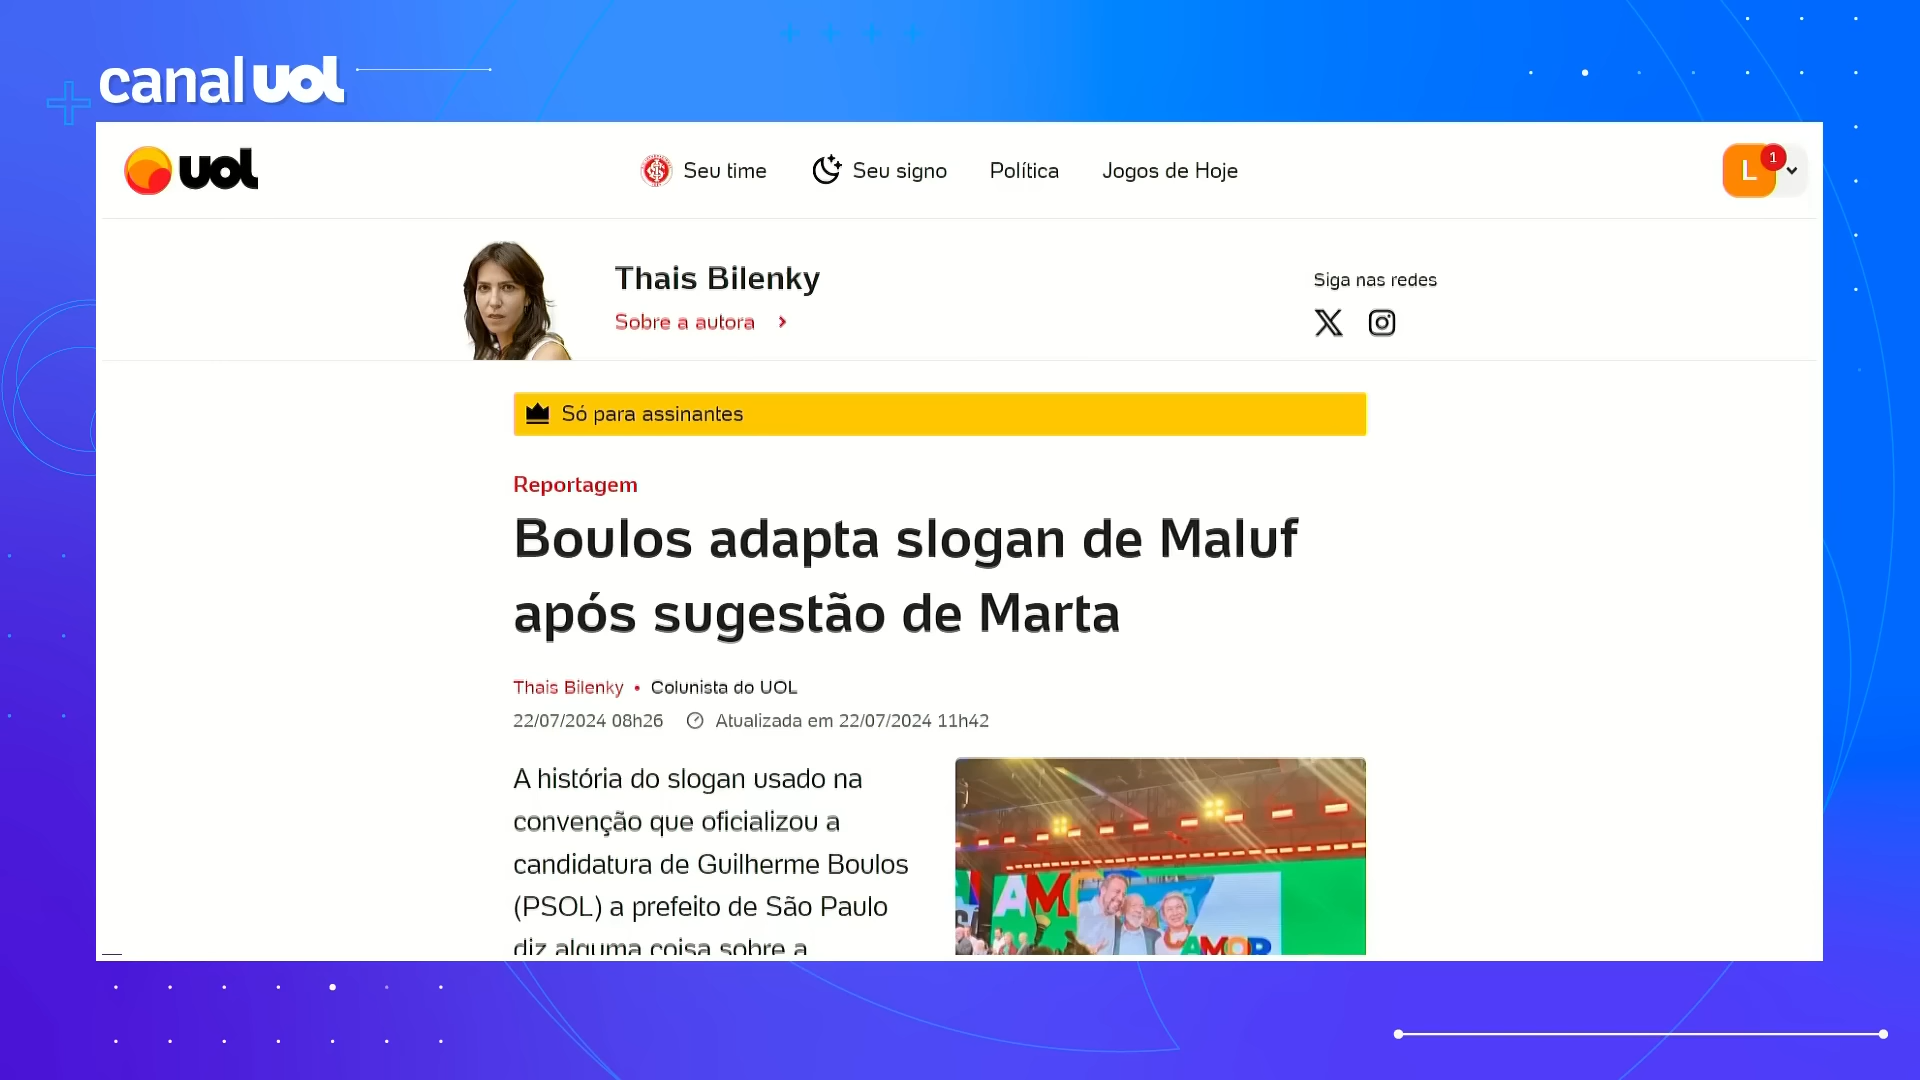 canal uol
uol
Seu time
Seu signo
Política
Jogos de Hoje
L
1
Thais Bilenky
Sobre a autora
Siga nas redes
Só para assinantes
Reportagem
Boulos adapta slogan de Maluf
após sugestão de Marta
Thais Bilenky • Colunista do UOL
22/07/2024 08h26 Atualizada em 22/07/2024 11h42
A história do slogan usado na
convenção que oficializou a
candidatura de Guilherme Boulos
(PSOL) a prefeito de São Paulo
diz alguma coisa sobre a
AMOR
AMOR